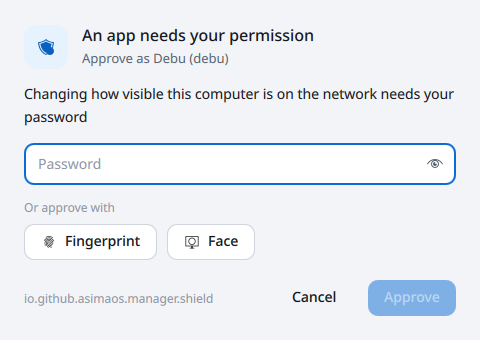 An app needs your permission
Approve as Debu (debu)
Changing how visible this computer is on the network needs your
password
Password
Or approve with
Fingerprint
Face
io.github.asimaos.manager.shield
Cancel
Approve